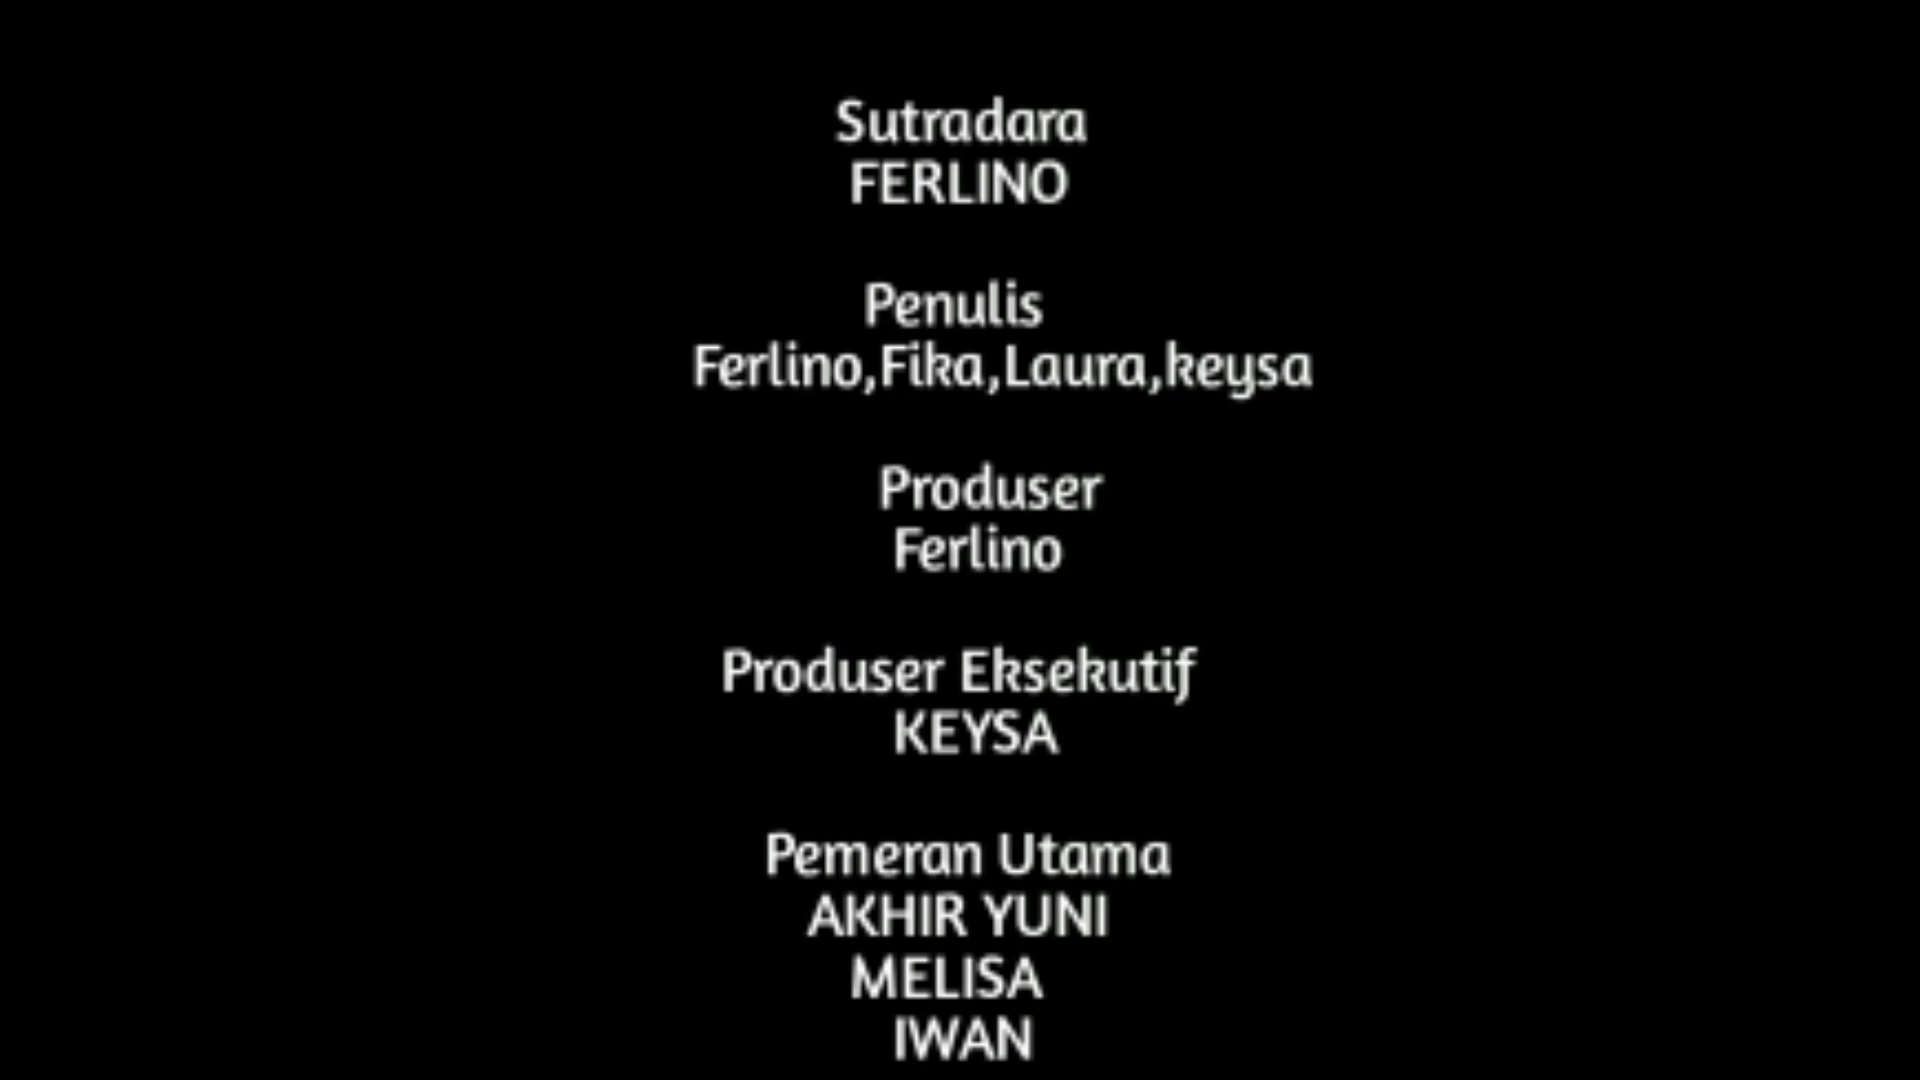 Sutradara
FERLINO
Penulis
Ferlino,Fika,Laura,keysa
Produser
Ferlino
Produser Eksekutif
KEYSA
Pemeran Utama
AKHIR YUNI
MELISA
IWAN